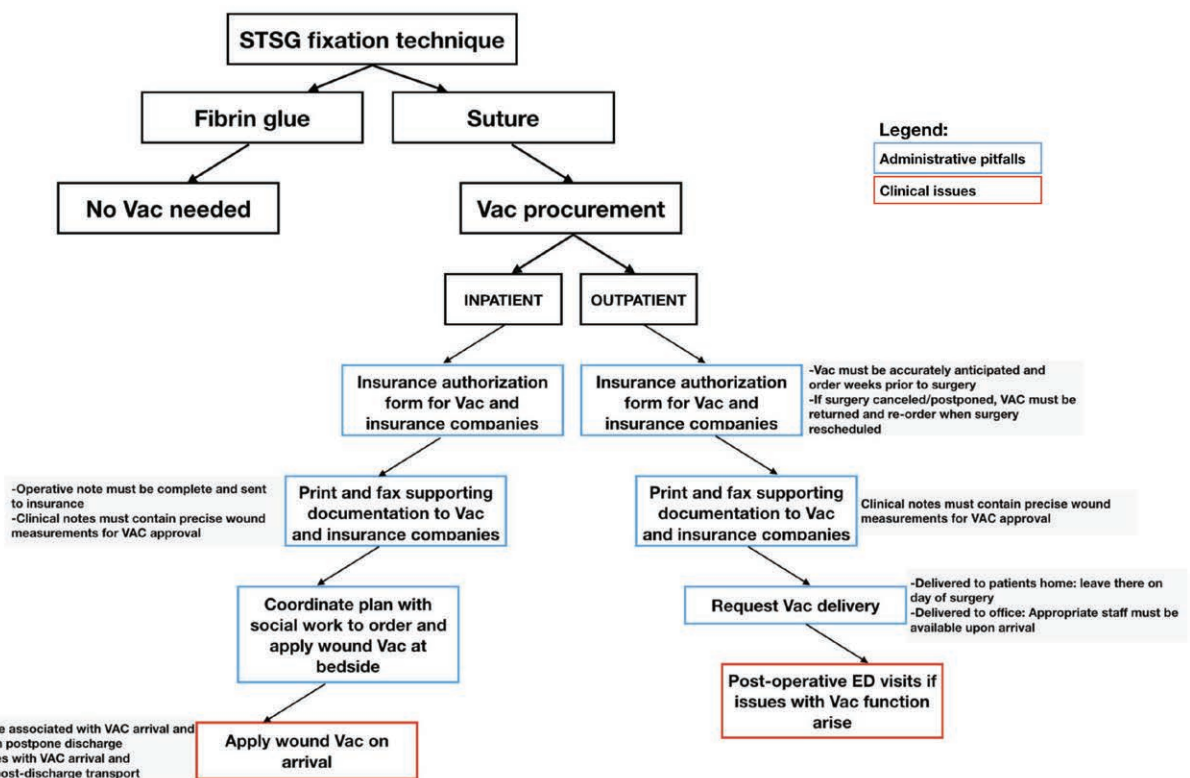 STSG fixation technique
Fibrin glue
Suture
Legend:
Administrative pitfalls
Clinical issues
No Vac needed
Vac procurement
INPATIENT
OUTPATIENT
Insurance authorization
form for Vac and
insurance companies
Insurance authorization
form for Vac and
insurance companies
-Vac must be accurately anticipated and
order weeks prior to surgery
-If surgery canceled/postponed, VAC must be
returned and re-order when surgery
rescheduled
-Operative note must be complete and sent
to insurance
-Clinical notes must contain precise wound
measurements for VAC approval
Print and fax supporting
documentation to Vac
and insurance companies
Print and fax supporting
documentation to Vac
and insurance companies
Clinical notes must contain precise wound
measurements for VAC approval
Coordinate plan with
social work to order and
apply wound Vac at
bedside
Request Vac delivery
-Delivered to patients home: leave there on
day of surgery
-Delivered to office: Appropriate staff must be
available upon arrival
Post-operative ED visits if
issues with Vac function
arise
associated with VAC arrival and
postpone discharge
with VAC arrival and
post-discharge transport
Apply wound Vac on
arrival